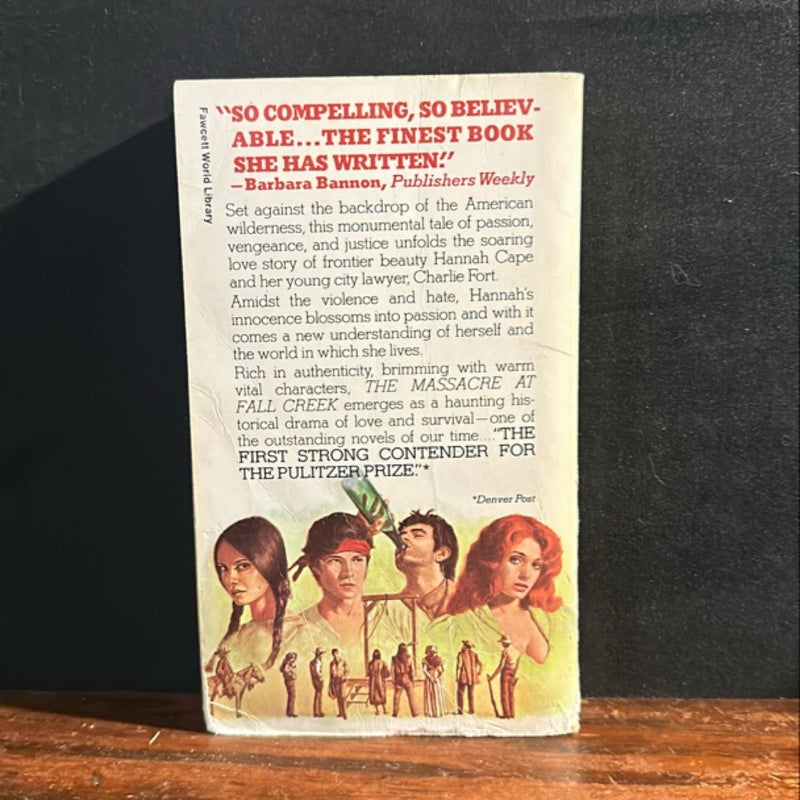 Fawcett World Library
"SO COMPELLING, SO BELIEV-
ABLE...THE FINEST BOOK
SHE HAS WRITTEN!"
—Barbara Bannon, Publishers Weekly
Set against the backdrop of the American
wilderness, this monumental tale of passion,
vengeance, and justice unfolds the soaring
love story of frontier beauty Hannah Cape
and her young city lawyer, Charlie Fort.
Amidst the violence and hate, Hannah's
innocence blossoms into passion and with it
comes a new understanding of herself and
the world in which she lives.
Rich in authenticity, brimming with warm
vital characters, THE MASSACRE AT
FALL CREEK emerges as a haunting his-
torical drama of love and survival—one of
the outstanding novels of our time...."THE
FIRST STRONG CONTENDER FOR
THE PULITZER PRIZE."*
*Denver Post